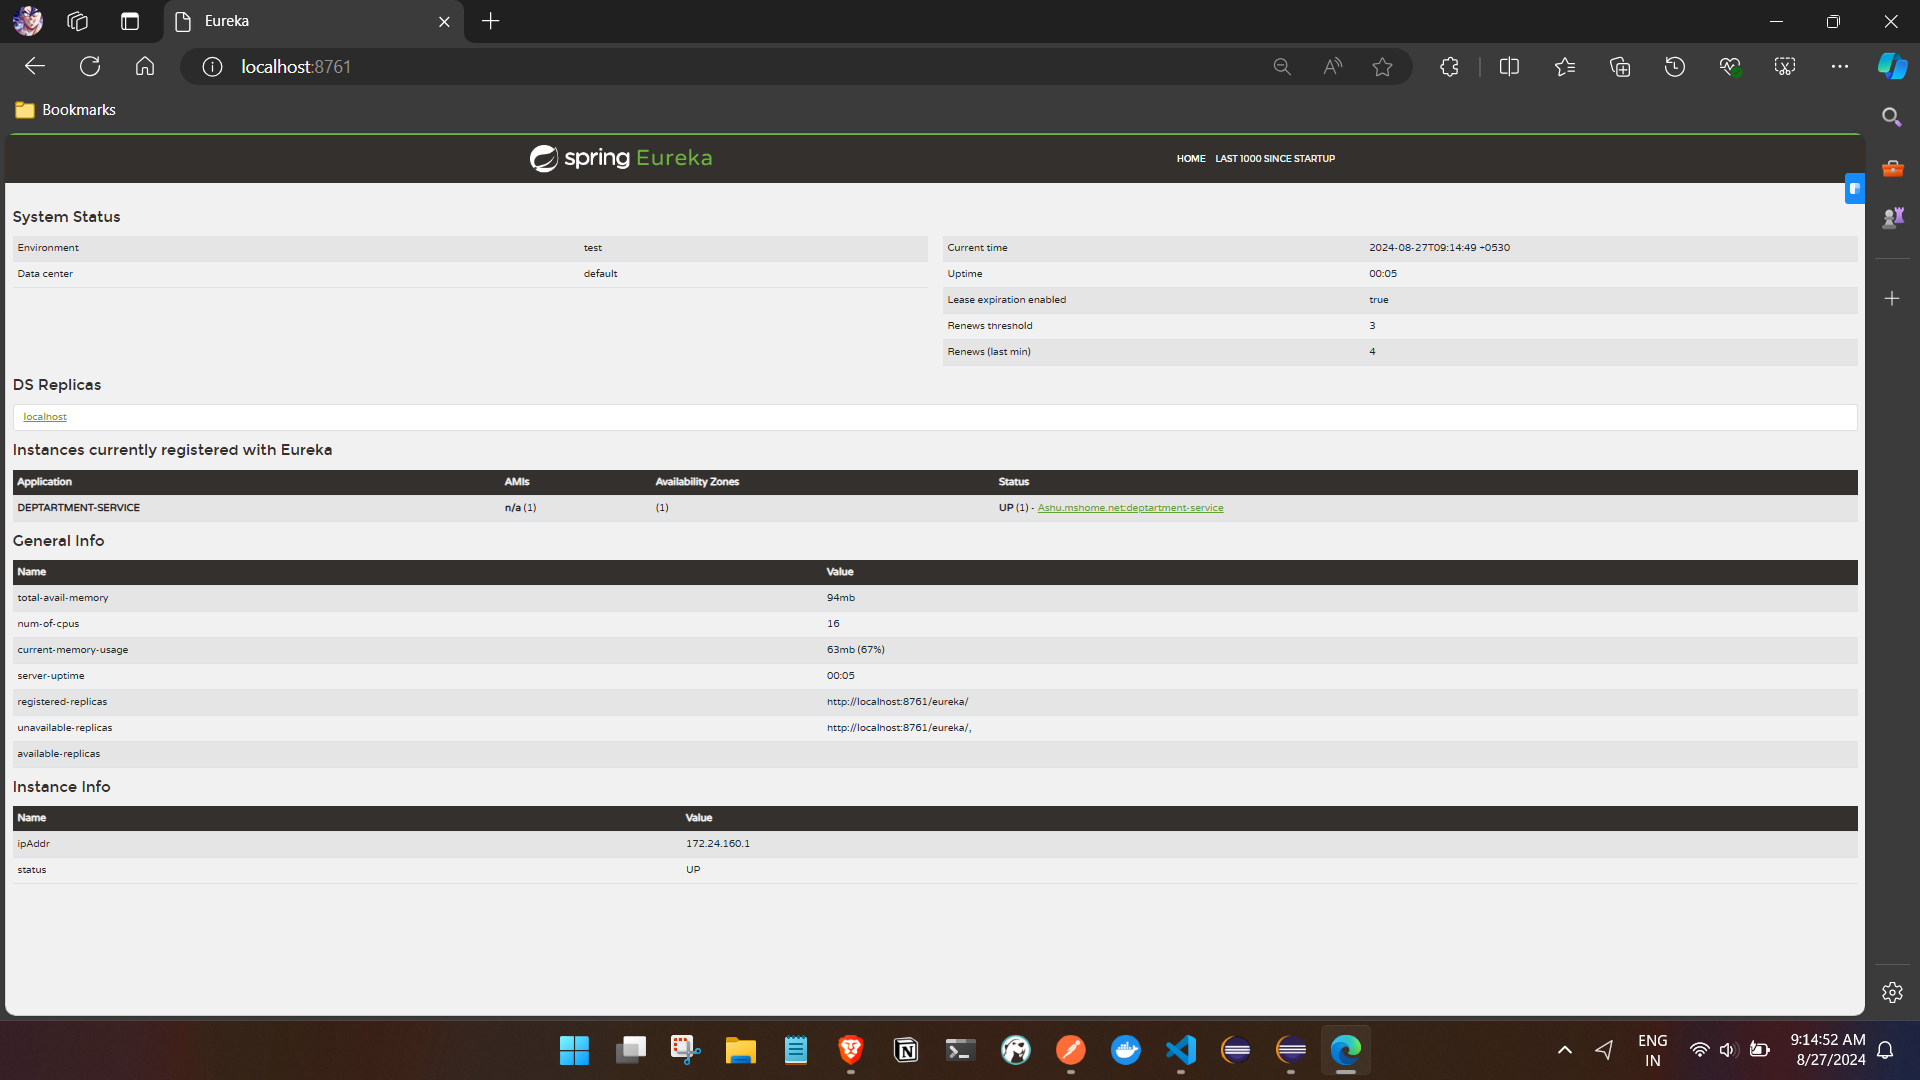 Eureka
localhost:8761
Bookmarks
spring Eureka
HOME LAST 1000 SINCE STARTUP
System Status
Environment test
Data center default
Current time 2024-08-27T09:14:49 +0530
Uptime 00:05
Lease expiration enabled true
Renews threshold 3
Renews (last min) 4
DS Replicas
localhost
Instances currently registered with Eureka
Application AMIs Availability Zones Status
DEPTARTMENT-SERVICE n/a (1) (1) UP (1) - Ashu.mshome.net:deptartment-service
General Info
Name Value
total-avail-memory 94mb
num-of-cpus 16
current-memory-usage 63mb (67%)
server-uptime 00:05
registered-replicas http://localhost:8761/eureka/
unavailable-replicas http://localhost:8761/eureka/,
available-replicas
Instance Info
Name Value
ipAddr 172.24.160.1
status UP
ENG
IN
9:14:52 AM
8/27/2024